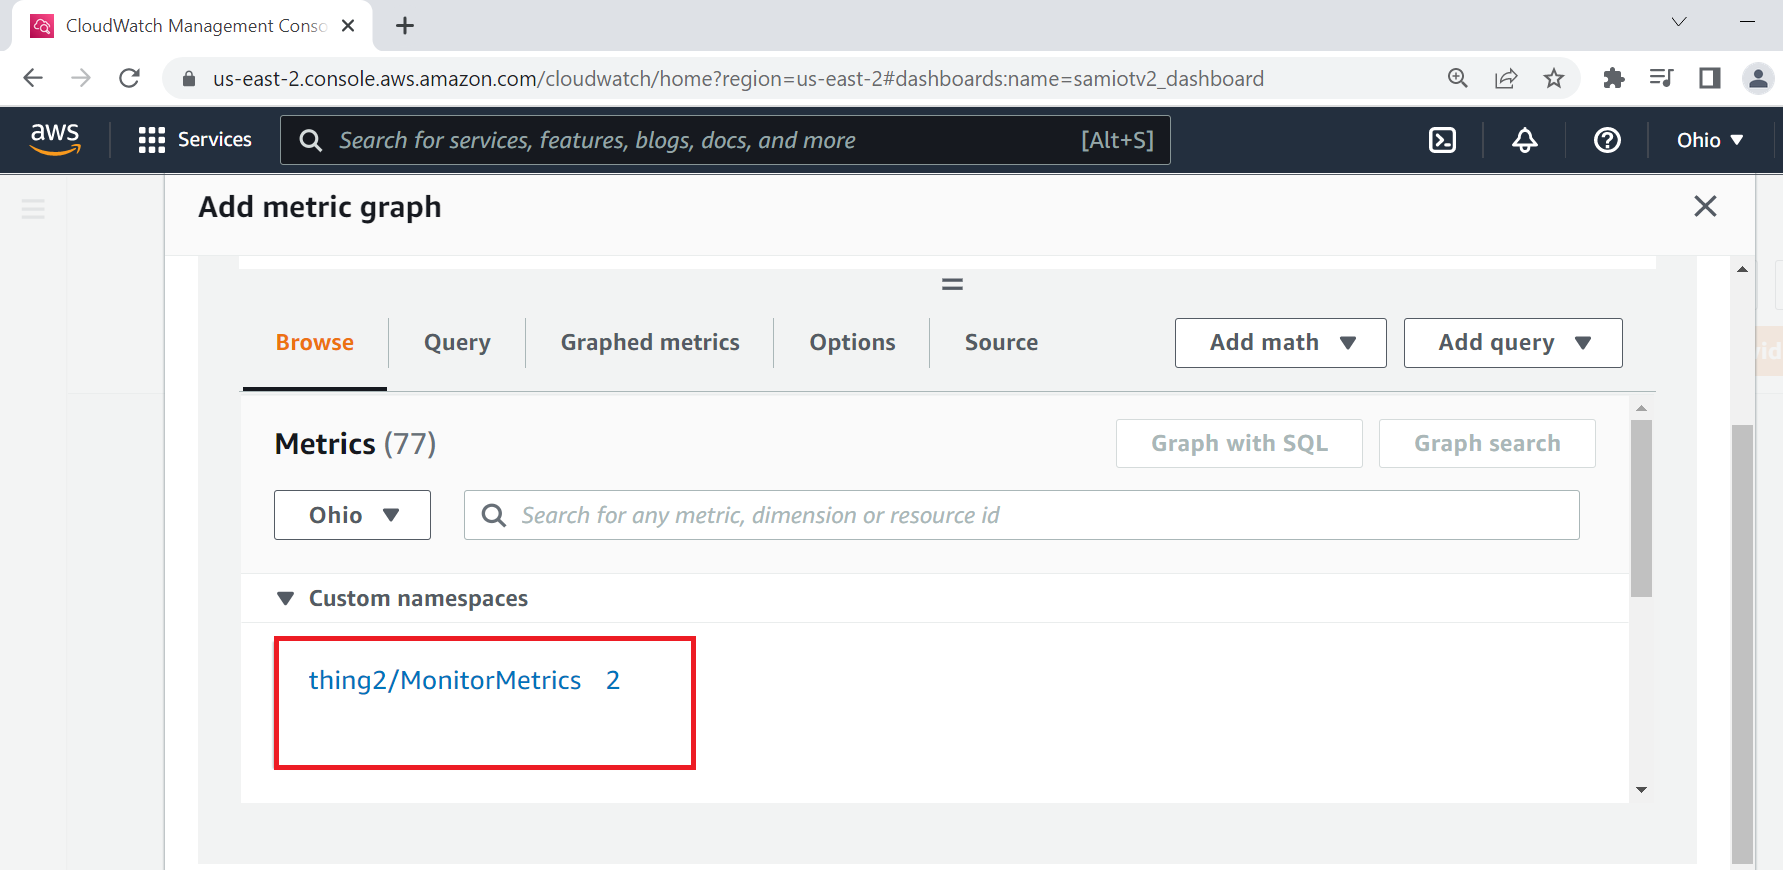 CloudWatch Management Conso
us-east-2.console.aws.amazon.com/cloudwatch/home?region=us-east-2#dashboards:name=samiotv2_dashboard
aws Services Search for services, features, blogs, docs, and more [Alt+S] Ohio
Add metric graph
Browse Query Graphed metrics Options Source Add math Add query
Metrics (77) Graph with SQL Graph search
Ohio Search for any metric, dimension or resource id
Custom namespaces
thing2/MonitorMetrics 2